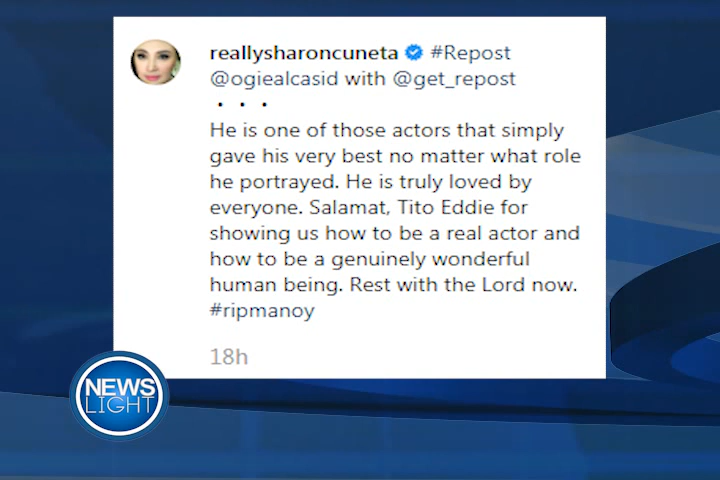 reallysharoncuneta #Repost
@ogiealcasid with @get_repost
• • •
He is one of those actors that simply
gave his very best no matter what role
he portrayed. He is truly loved by
everyone. Salamat, Tito Eddie for
showing us how to be a real actor and
how to be a genuinely wonderful
human being. Rest with the Lord now.
#ripmanoy
18h
NEWS
LIGHT